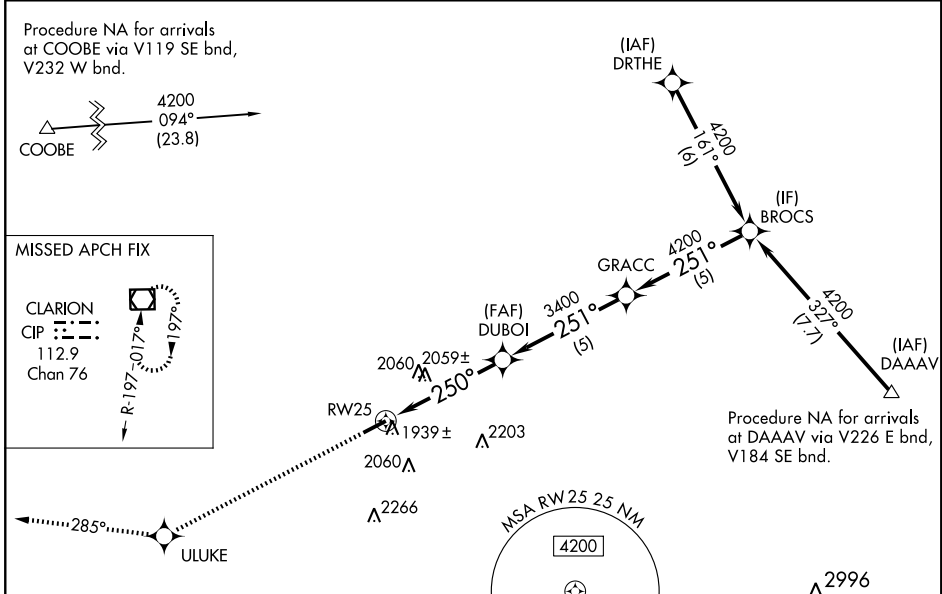 Procedure NA for arrivals
at COOBE via V119 SE bnd,
V232 W bnd.
4200
094°
(23.8)
COOBE
(IAF)
DRTHE
4200
161°
(6)
(IF)
BROCS
MISSED APCH FIX
CLARION
CIP
112.9
Chan 76
R-197
017°
197°
GRACC
4200
251°
(5)
(FAF)
DUBOI
3400
251°
(5)
4200
327°
(7.7)
(IAF)
DAAAV
2060
2059±
250°
RW25
1939±
2203
2060
2266
Procedure NA for arrivals
at DAAAV via V226 E bnd,
V184 SE bnd.
285°
ULUKE
MSA RW25 25 NM
4200
2996